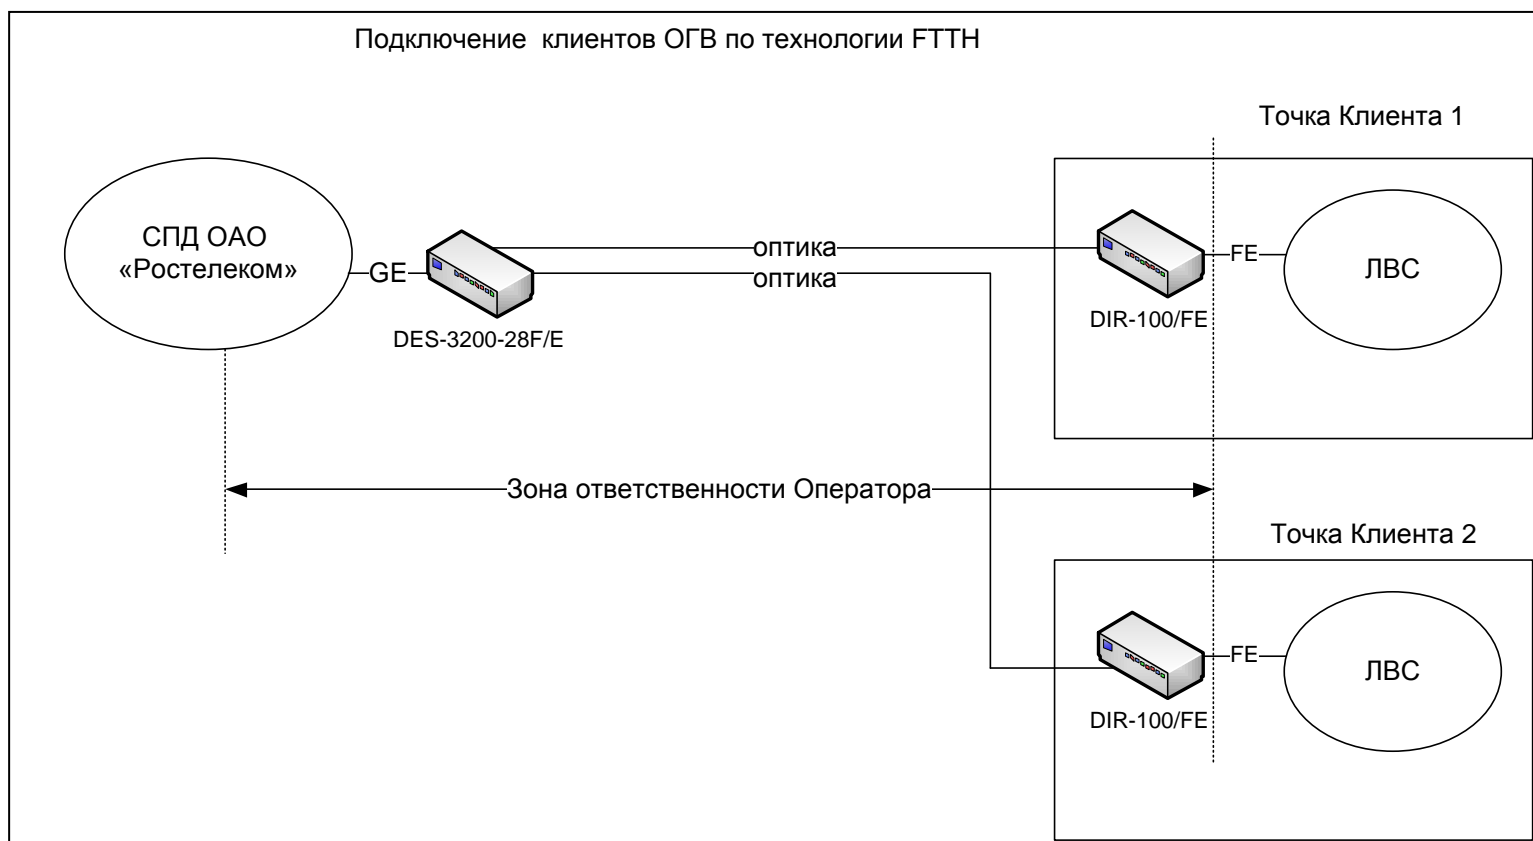 Подключение клиентов ОГВ по технологии FTTH
Точка Клиента 1
СПД ОАО
«Ростелеком»
GE
DES-3200-28F/E
оптика
оптика
DIR-100/FE
FE
ЛВС
Зона ответственности Оператора
Точка Клиента 2
DIR-100/FE
FE
ЛВС